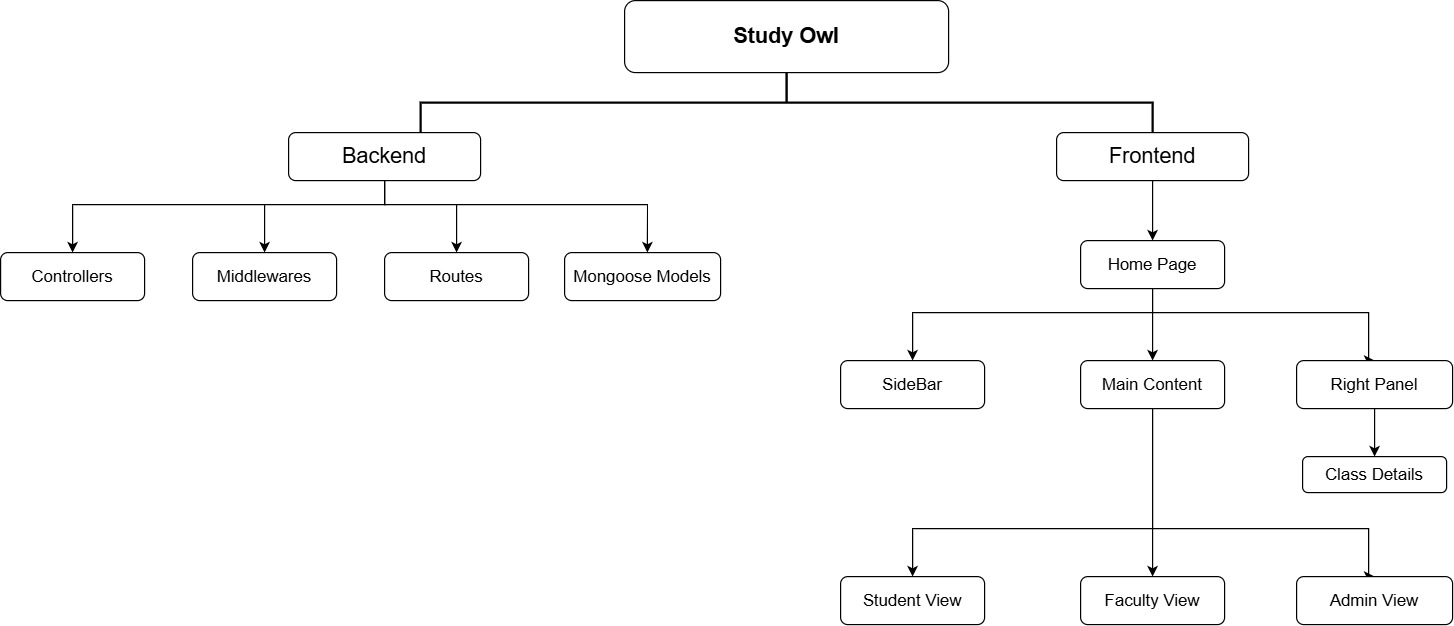 Study Owl
Backend
Frontend
Controllers
Middlewares
Routes
Mongoose Models
Home Page
SideBar
Main Content
Right Panel
Class Details
Student View
Faculty View
Admin View